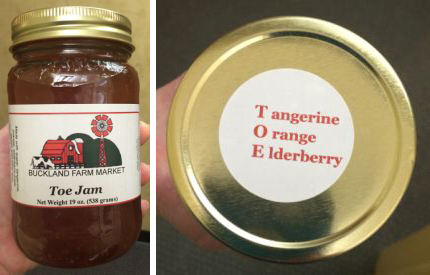 BUCKLAND FARM MARKET
Toe Jam
Net Weight 19 oz. (538 grams)
T angerine
O range
E lderberry